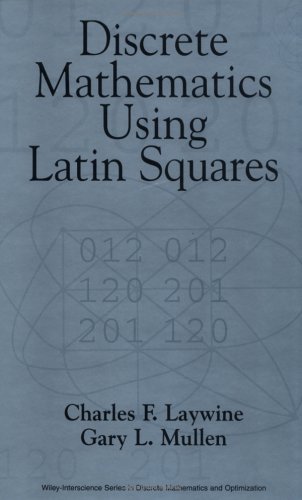 Discrete
Mathematics
Using
Latin Squares
012 012
120 201
201 120
Charles F. Laywine
Gary L. Mullen
Wiley-Interscience Series in Discrete Mathematics and Optimization